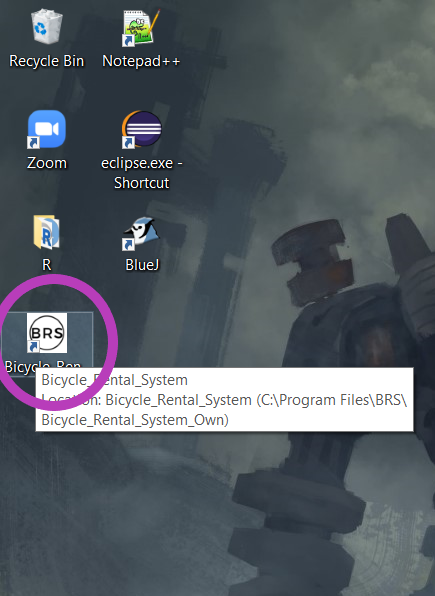 Recycle Bin
Notepad++
Zoom
eclipse.exe -
Shortcut
R
BlueJ
BRS
Bicycle_Ren...
Bicycle_Rental_System
Location: Bicycle_Rental_System (C:\Program Files\BRS\
Bicycle_Rental_System_Own)